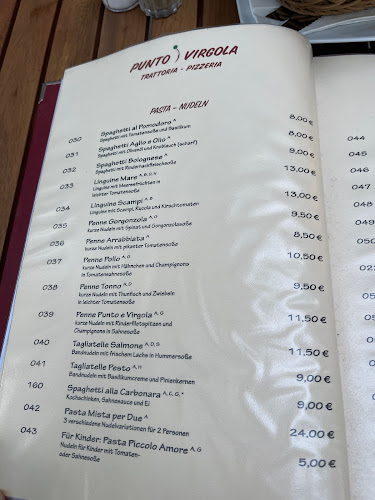 PUNTO VIRGOLA
TRATTORIA - PIZZERIA
PASTA - NUDELN
030 Spaghetti al Pomodoro A 8,00 €
Spaghetti mit Tomatensoße und Basilikum
031 Spaghetti Aglio e Olio A 8,00 €
Spaghetti mit Olivenöl und Knoblauch (scharf)
032 Spaghetti Bolognese A 9,00 €
Spaghetti mit Rinderhackfleischsoße
033 Linguine Mare A, B, D, N 13,00 €
Linguine mit Meeresfrüchten in
leichter Tomatensoße
034 Linguine Scampi A, B 13,00 €
Linguine mit Scampi, Rucola und Kirschtomaten
035 Penne Gorgonzola A, G 9,50 €
kurze Nudeln mit Spinat und Gorgonzolasoße
036 Penne Arrabbiata A 8,50 €
kurze Nudeln mit pikanter Tomatensoße
037 Penne Pollo A, G 10,50 €
kurze Nudeln mit Hähnchen und Champignons
in Tomatensahnesoße
038 Penne Tonno A, D 9,50 €
kurze Nudeln mit Thunfisch und Zwiebeln
in leichter Tomatensoße
039 Penne Punto e Virgola A, G 11,50 €
kurze Nudeln mit Rinderfiletspitzen und
Champignons in Sahnesoße
040 Tagliatelle Salmone A, D, G 11,50 €
Bandnudeln mit frischem Lachs in Hummersoße
041 Tagliatelle Pesto A, H 9,00 €
Bandnudeln mit Basilikumcreme und Pinienkernen
160 Spaghetti alla Carbonara A, C, G, * 9,00 €
Kochschinken, Sahnesauce und Ei
042 Pasta Mista per Due A 24,00 €
3 verschiedene Nudelvariationen für 2 Personen
043 Für Kinder: Pasta Piccolo Amore A, G 5,00 €
Nudeln für Kinder mit Tomaten-
oder Sahnesoße
044
049